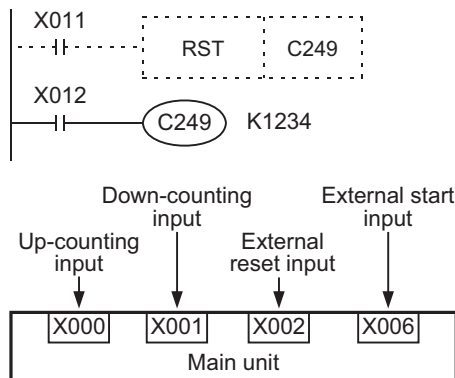 X011
RST C249
X012
C249 K1234
Down-counting input
External start input
Up-counting input
External reset input
X000 X001 X002 X006
Main unit